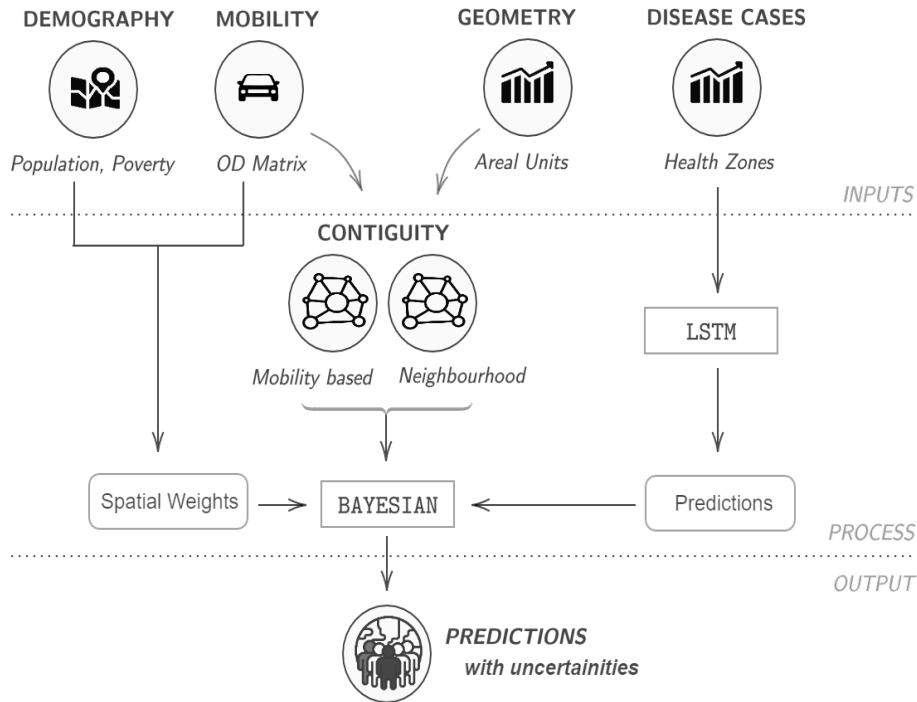 DEMOGRAPHY
MOBILITY
GEOMETRY
DISEASE CASES
Population, Poverty
OD Matrix
Areal Units
Health Zones
INPUTS
CONTIGUITY
LSTM
Mobility based
Neighbourhood
Spatial Weights
BAYESIAN
Predictions
PROCESS
OUTPUT
PREDICTIONS
with uncertainities